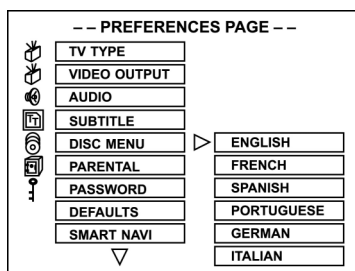 -- PREFERENCES PAGE --
TV TYPE
VIDEO OUTPUT
AUDIO
SUBTITLE
DISC MENU
PARENTAL
PASSWORD
DEFAULTS
SMART NAVI
ENGLISH
FRENCH
SPANISH
PORTUGUESE
GERMAN
ITALIAN